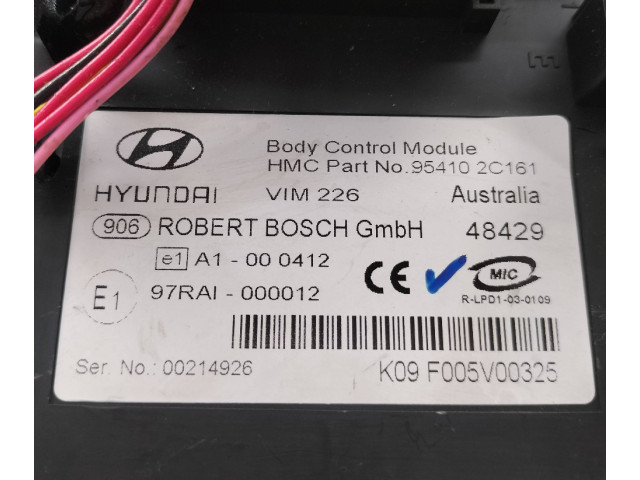 Body Control Module
HMC Part No.95410 2C161
HYUNDAI VIM 226 Australia
906 ROBERT BOSCH GmbH 48429
e1 A1 - 00 0412
E1 97RAI - 000012 CE MIC
R-LPD1-03-0109
Ser. No.: 00214926 K09 F005V00325